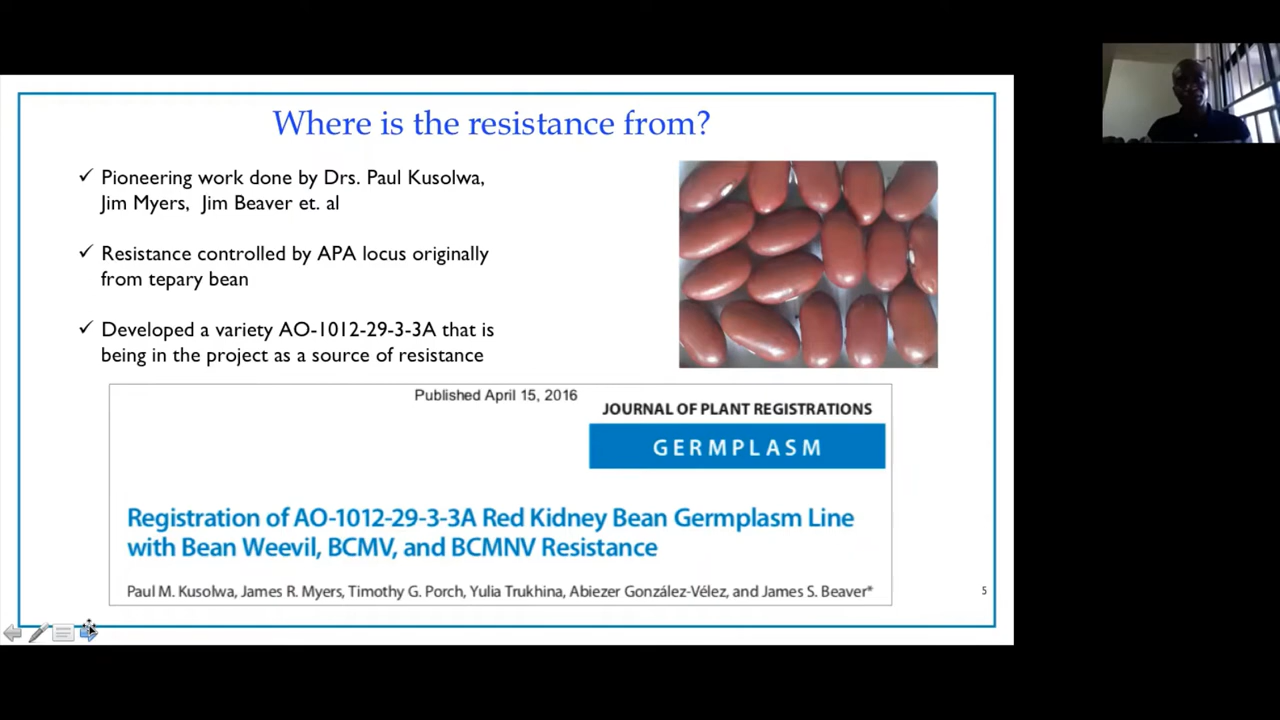 Where is the resistance from?
✓ Pioneering work done by Drs. Paul Kusolwa,
Jim Myers, Jim Beaver et. al
✓ Resistance controlled by APA locus originally
from tepary bean
✓ Developed a variety AO-1012-29-3-3A that is
being in the project as a source of resistance
Published April 15, 2016
JOURNAL OF PLANT REGISTRATIONS
GERMPLASM
Registration of AO-1012-29-3-3A Red Kidney Bean Germplasm Line
with Bean Weevil, BCMV, and BCMNV Resistance
Paul M. Kusolwa, James R. Myers, Timothy G. Porch, Yulia Trukhina, Abiezer González-Vélez, and James S. Beaver*
5